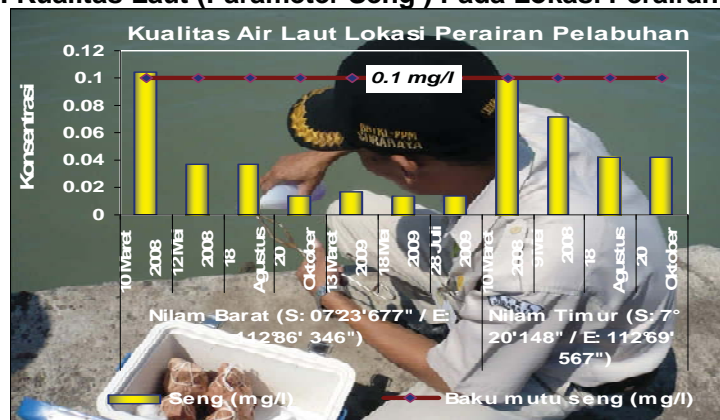 Kualitas Laut (Parameter Seng ) Pada Lokasi Perairan
Kualitas Air Laut Lokasi Perairan Pelabuhan
Konsentrasi
0.12
0.1
0.08
0.06
0.04
0.02
0
0.1 mg/l
SURABAYA
10 Maret 2008
12 Mei 2008
18 Agustus
20 Oktober
13 Maret 2009
18 Mei 2009
28 Juli 2009
10 Maret 2008
9 Mei 2008
18 Agustus
20 Oktober
Nilam Barat (S: 07°23'677" / E:
112°86' 346")
Nilam Timur (S: 7°
20'148" / E: 112°69'
567")
Seng (mg/l)
Baku mutu seng (mg/l)